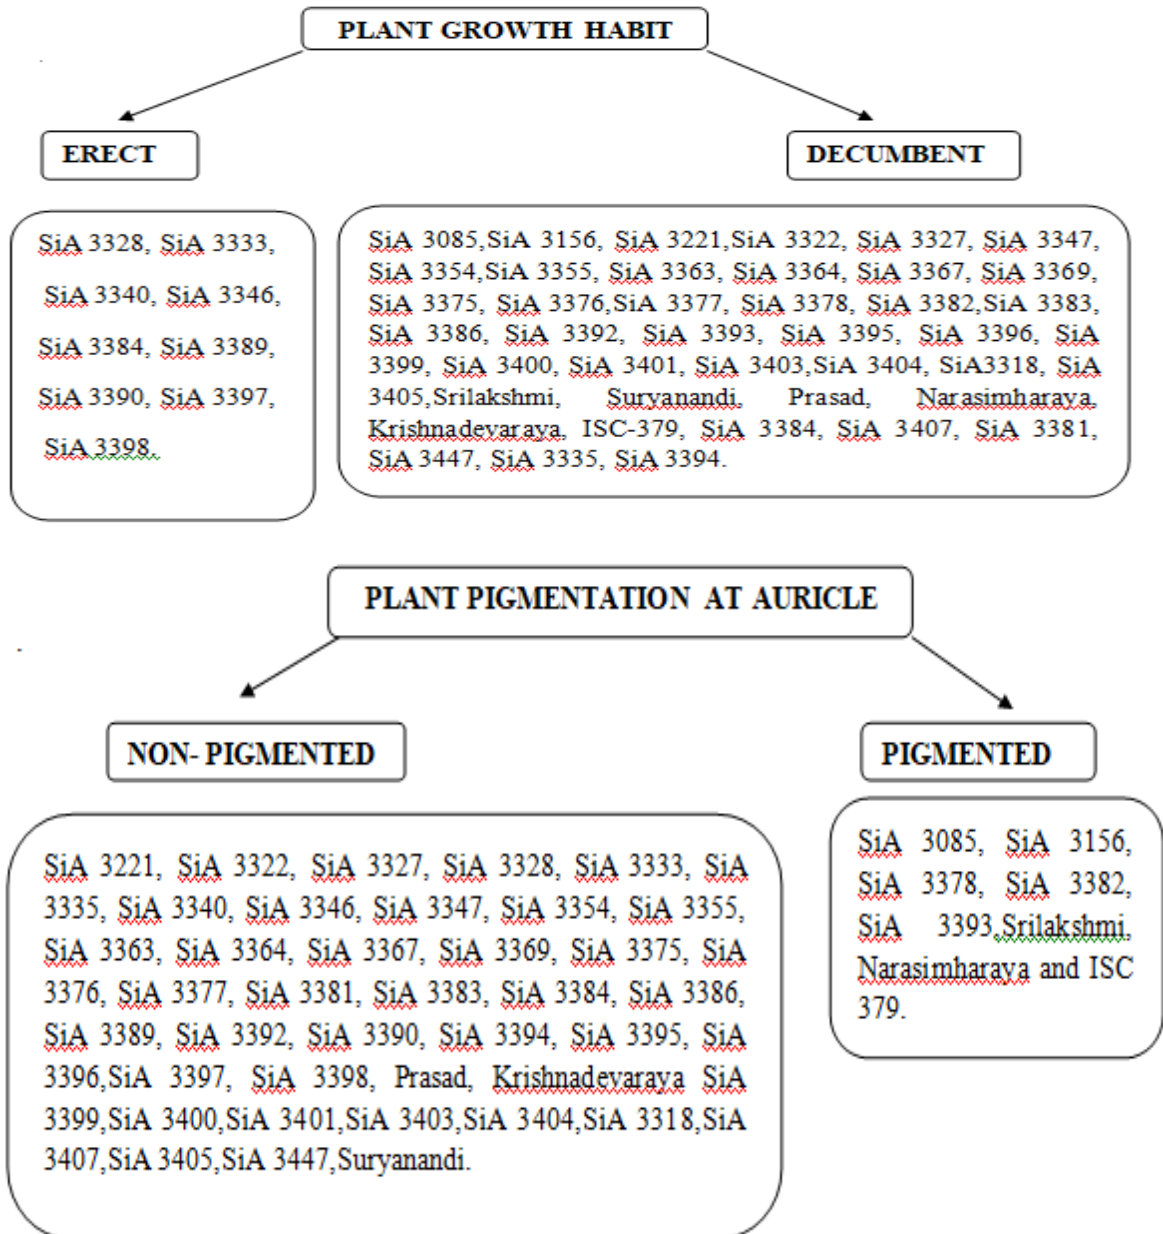 PLANT GROWTH HABIT
ERECT
DECUMBENT
SiA 3328, SiA 3333,
SiA 3340, SiA 3346,
SiA 3384, SiA 3389,
SiA 3390, SiA 3397,
SiA 3398.
SiA 3085,SiA 3156, SiA 3221,SiA 3322, SiA 3327, SiA 3347,
SiA 3354,SiA 3355, SiA 3363, SiA 3364, SiA 3367, SiA 3369,
SiA 3375, SiA 3376,SiA 3377, SiA 3378, SiA 3382,SiA 3383,
SiA 3386, SiA 3392, SiA 3393, SiA 3395, SiA 3396, SiA
3399, SiA 3400, SiA 3401, SiA 3403,SiA 3404, SiA3318, SiA
3405,Srilakshmi, Suryanandi, Prasad, Narasimharaya,
Krishnadevaraya, ISC-379, SiA 3384, SiA 3407, SiA 3381,
SiA 3447, SiA 3335, SiA 3394.
PLANT PIGMENTATION AT AURICLE
NON- PIGMENTED
PIGMENTED
SiA 3221, SiA 3322, SiA 3327, SiA 3328, SiA 3333, SiA
3335, SiA 3340, SiA 3346, SiA 3347, SiA 3354, SiA 3355,
SiA 3363, SiA 3364, SiA 3367, SiA 3369, SiA 3375, SiA
3376, SiA 3377, SiA 3381, SiA 3383, SiA 3384, SiA 3386,
SiA 3389, SiA 3392, SiA 3390, SiA 3394, SiA 3395, SiA
3396,SiA 3397, SiA 3398, Prasad, Krishnadevaraya SiA
3399,SiA 3400,SiA 3401,SiA 3403,SiA 3404,SiA 3318,SiA
3407,SiA 3405,SiA 3447,Suryanandi.
SiA 3085, SiA 3156,
SiA 3378, SiA 3382,
SiA 3393,Srilakshmi,
Narasimharaya and ISC
379.